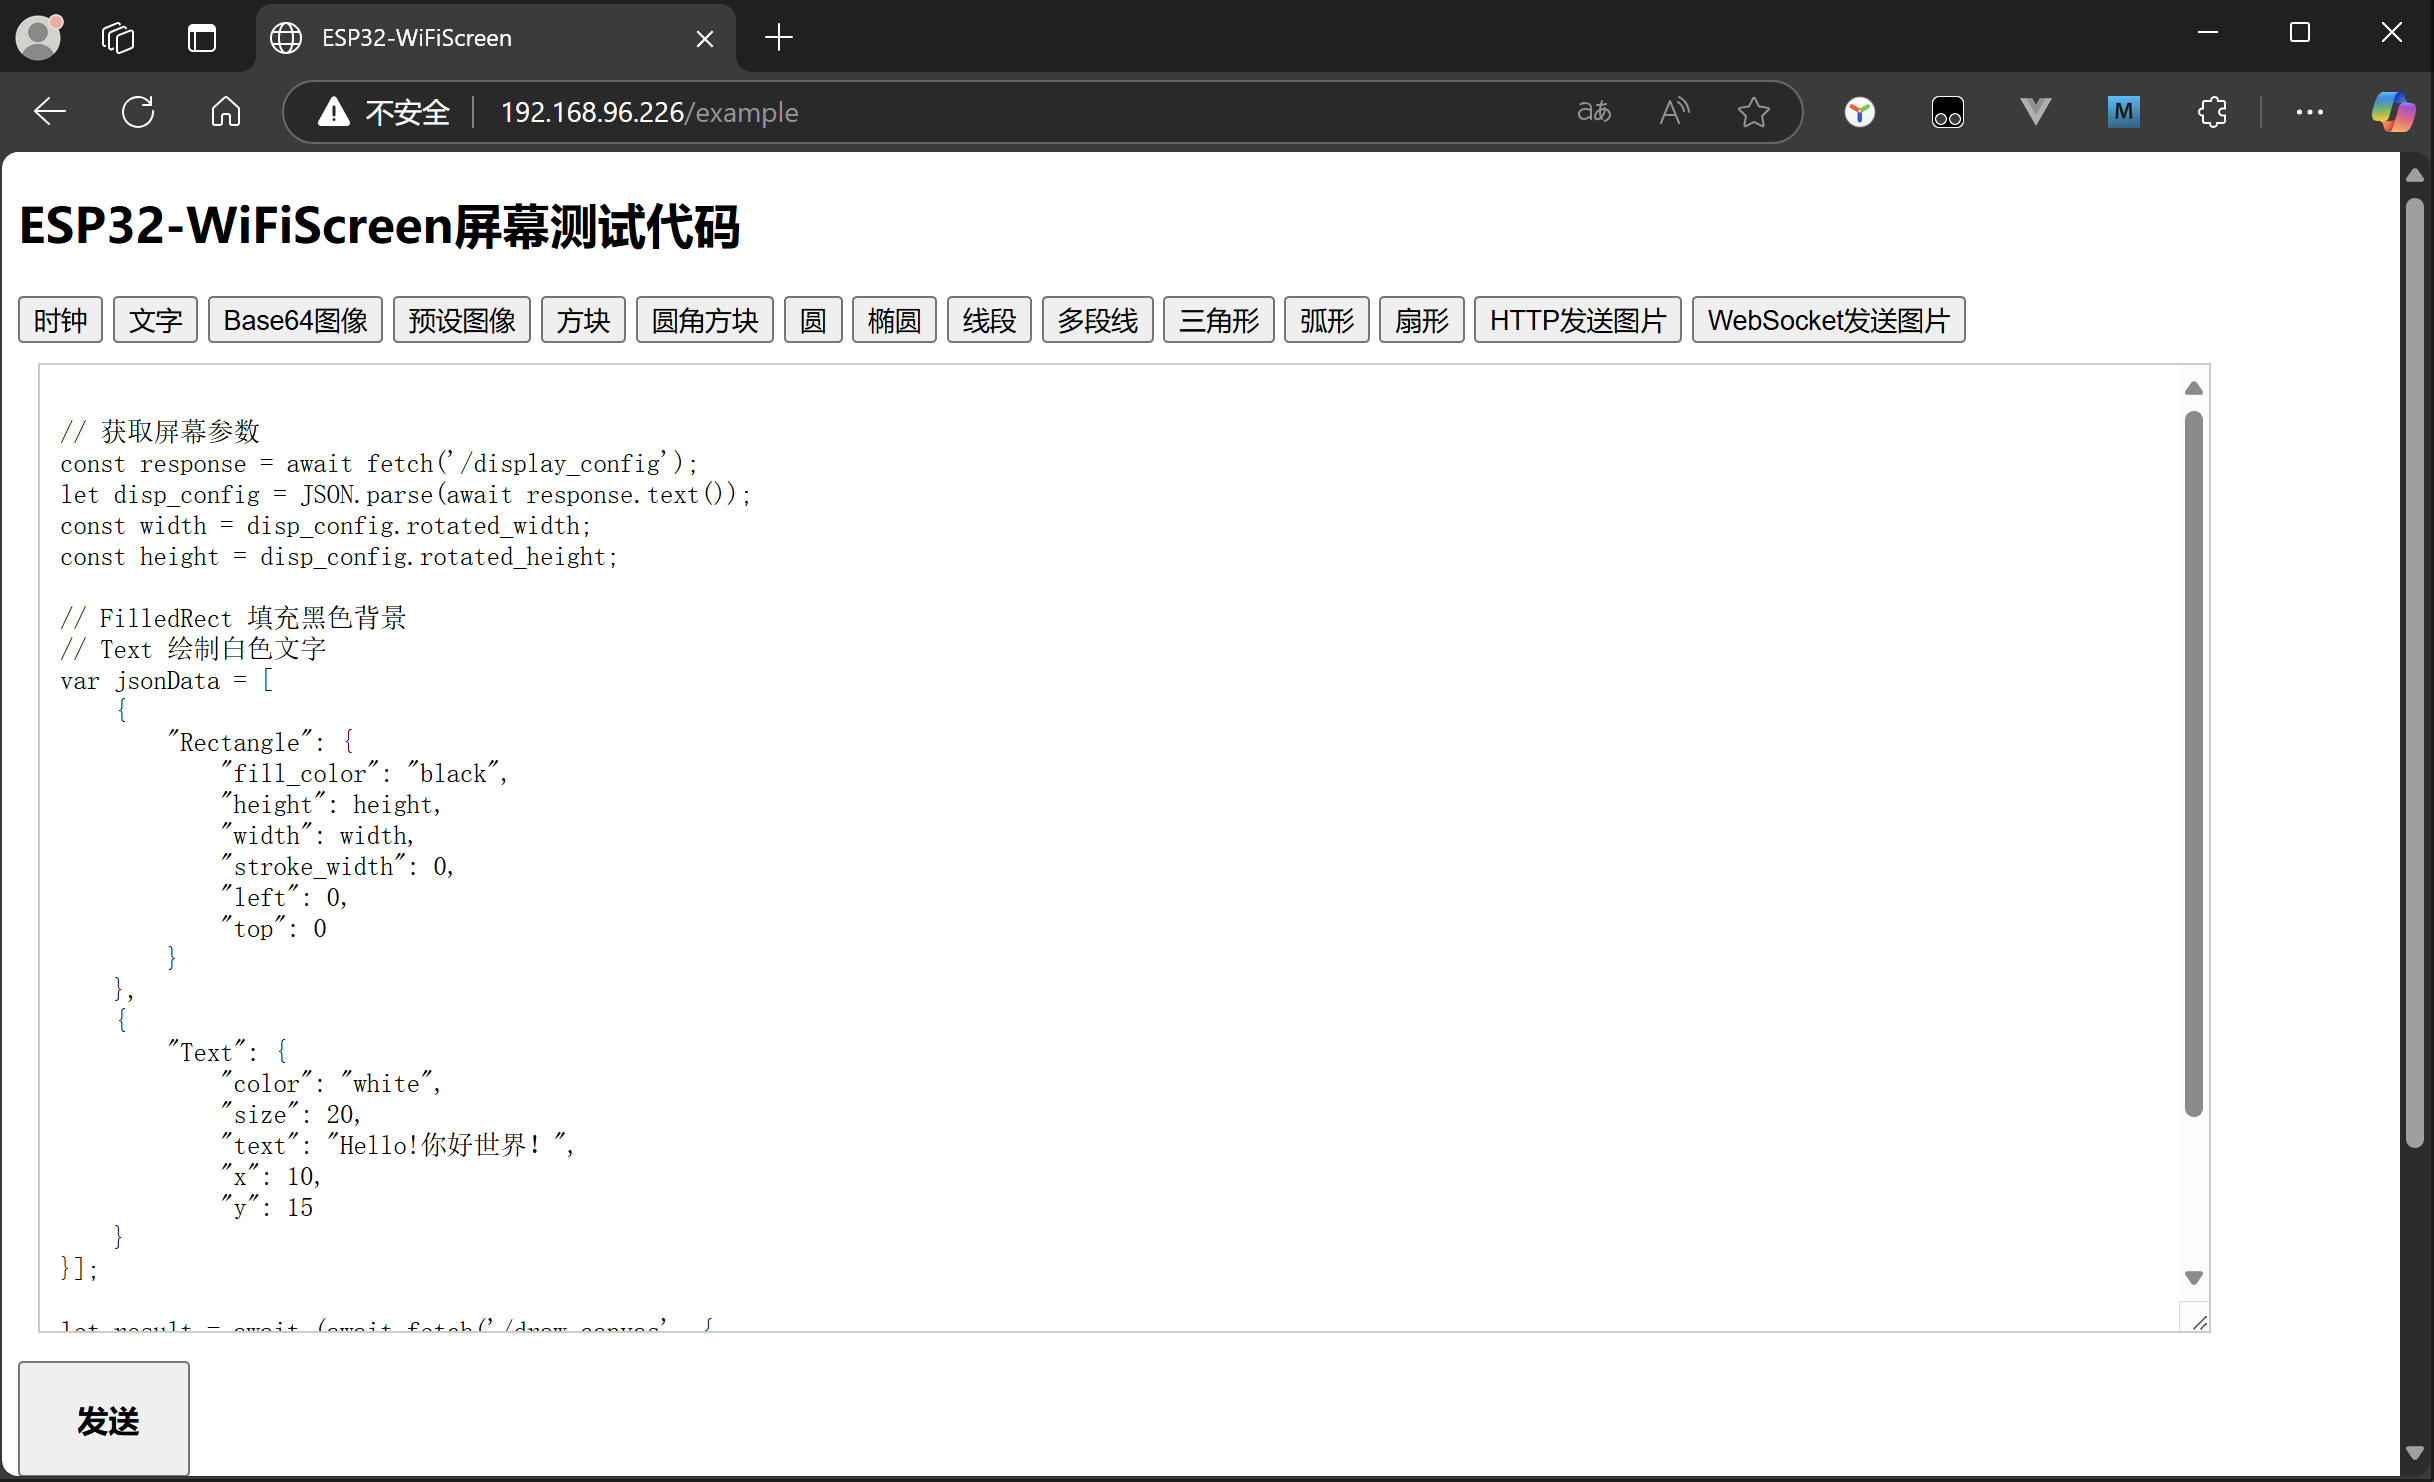 ESP32-WiFiScreen
不安全 192.168.96.226/example
ESP32-WiFiScreen屏幕测试代码
时钟 文字 Base64图像 预设图像 方块 圆角方块 圆 椭圆 线段 多段线 三角形 弧形 扇形 HTTP发送图片 WebSocket发送图片
// 获取屏幕参数
const response = await fetch('/display_config');
let disp_config = JSON.parse(await response.text());
const width = disp_config.rotated_width;
const height = disp_config.rotated_height;
// FilledRect 填充黑色背景
// Text 绘制白色文字
var jsonData = [
{
"Rectangle": {
"fill_color": "black",
"height": height,
"width": width,
"stroke_width": 0,
"left": 0,
"top": 0
}
},
{
"Text": {
"color": "white",
"size": 20,
"text": "Hello!你好世界！",
"x": 10,
"y": 15
}
}];
let result = await (await fetch('/draw_canvas', {
发送